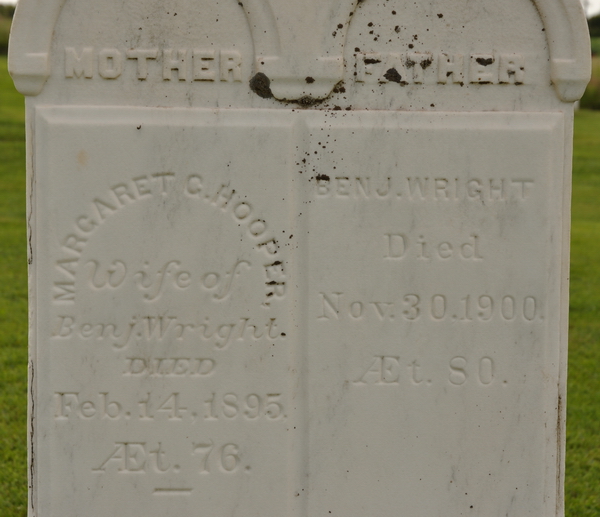 MOTHER
MARGARET C. HOOPER,
Wife of
Benj. Wright.
DIED
Feb. 14, 1895.
Æt. 76.
FATHER
BENJ. WRIGHT
Died
Nov. 30. 1900.
Æt. 80.